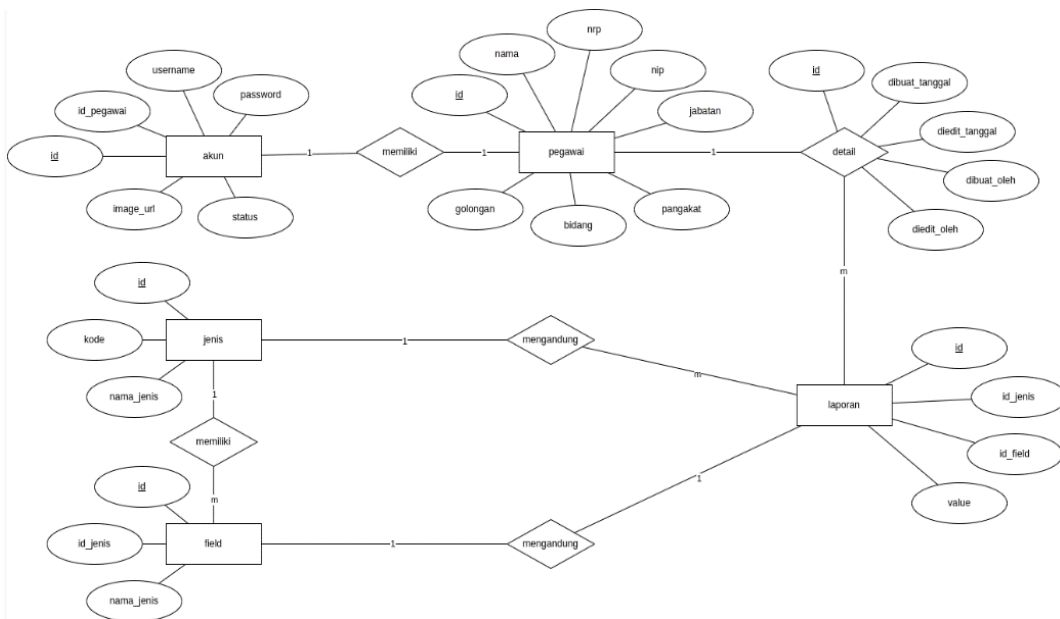 username
password
id_pegawai
akun
id
image_url
status
1
memiliki
1
nrp
nama
nip
id
jabatan
pegawai
golongan
bidang
pangakat
1
id
dibuat_tanggal
diedit_tanggal
detail
dibuat_oleh
diedit_oleh
m
id
kode
jenis
nama_jenis
1
mengandung
m
1
memiliki
m
id
laporan
id_jenis
id_field
value
id
id_jenis
field
nama_jenis
1
mengandung
1